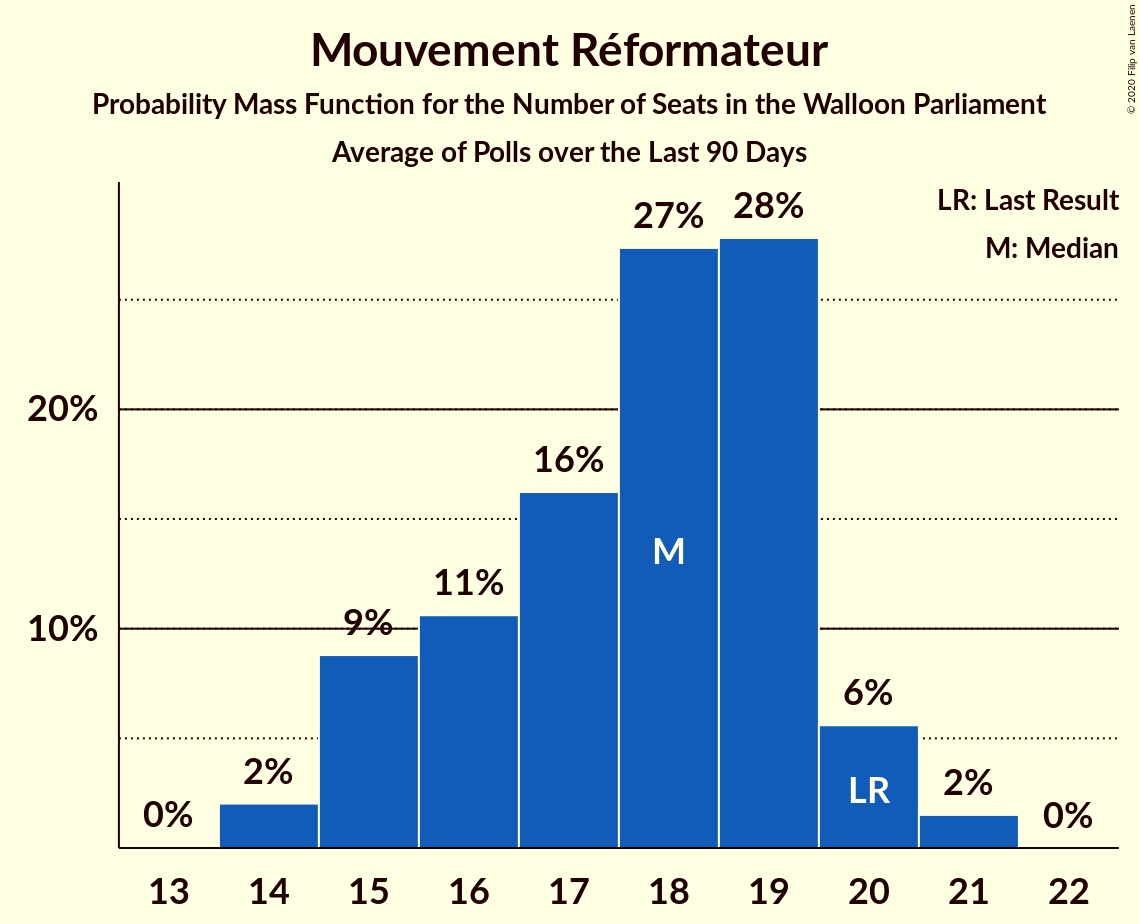 Mouvement Réformateur
Probability Mass Function for the Number of Seats in the Walloon Parliament
Average of Polls over the Last 90 Days
© 2020 Filip van Laenen
LR: Last Result
M: Median
27%
28%
20%
16%
M
11%
9%
10%
6%
2%
LR
2%
0%
0%
13 14 15 16 17 18 19 20 21 22